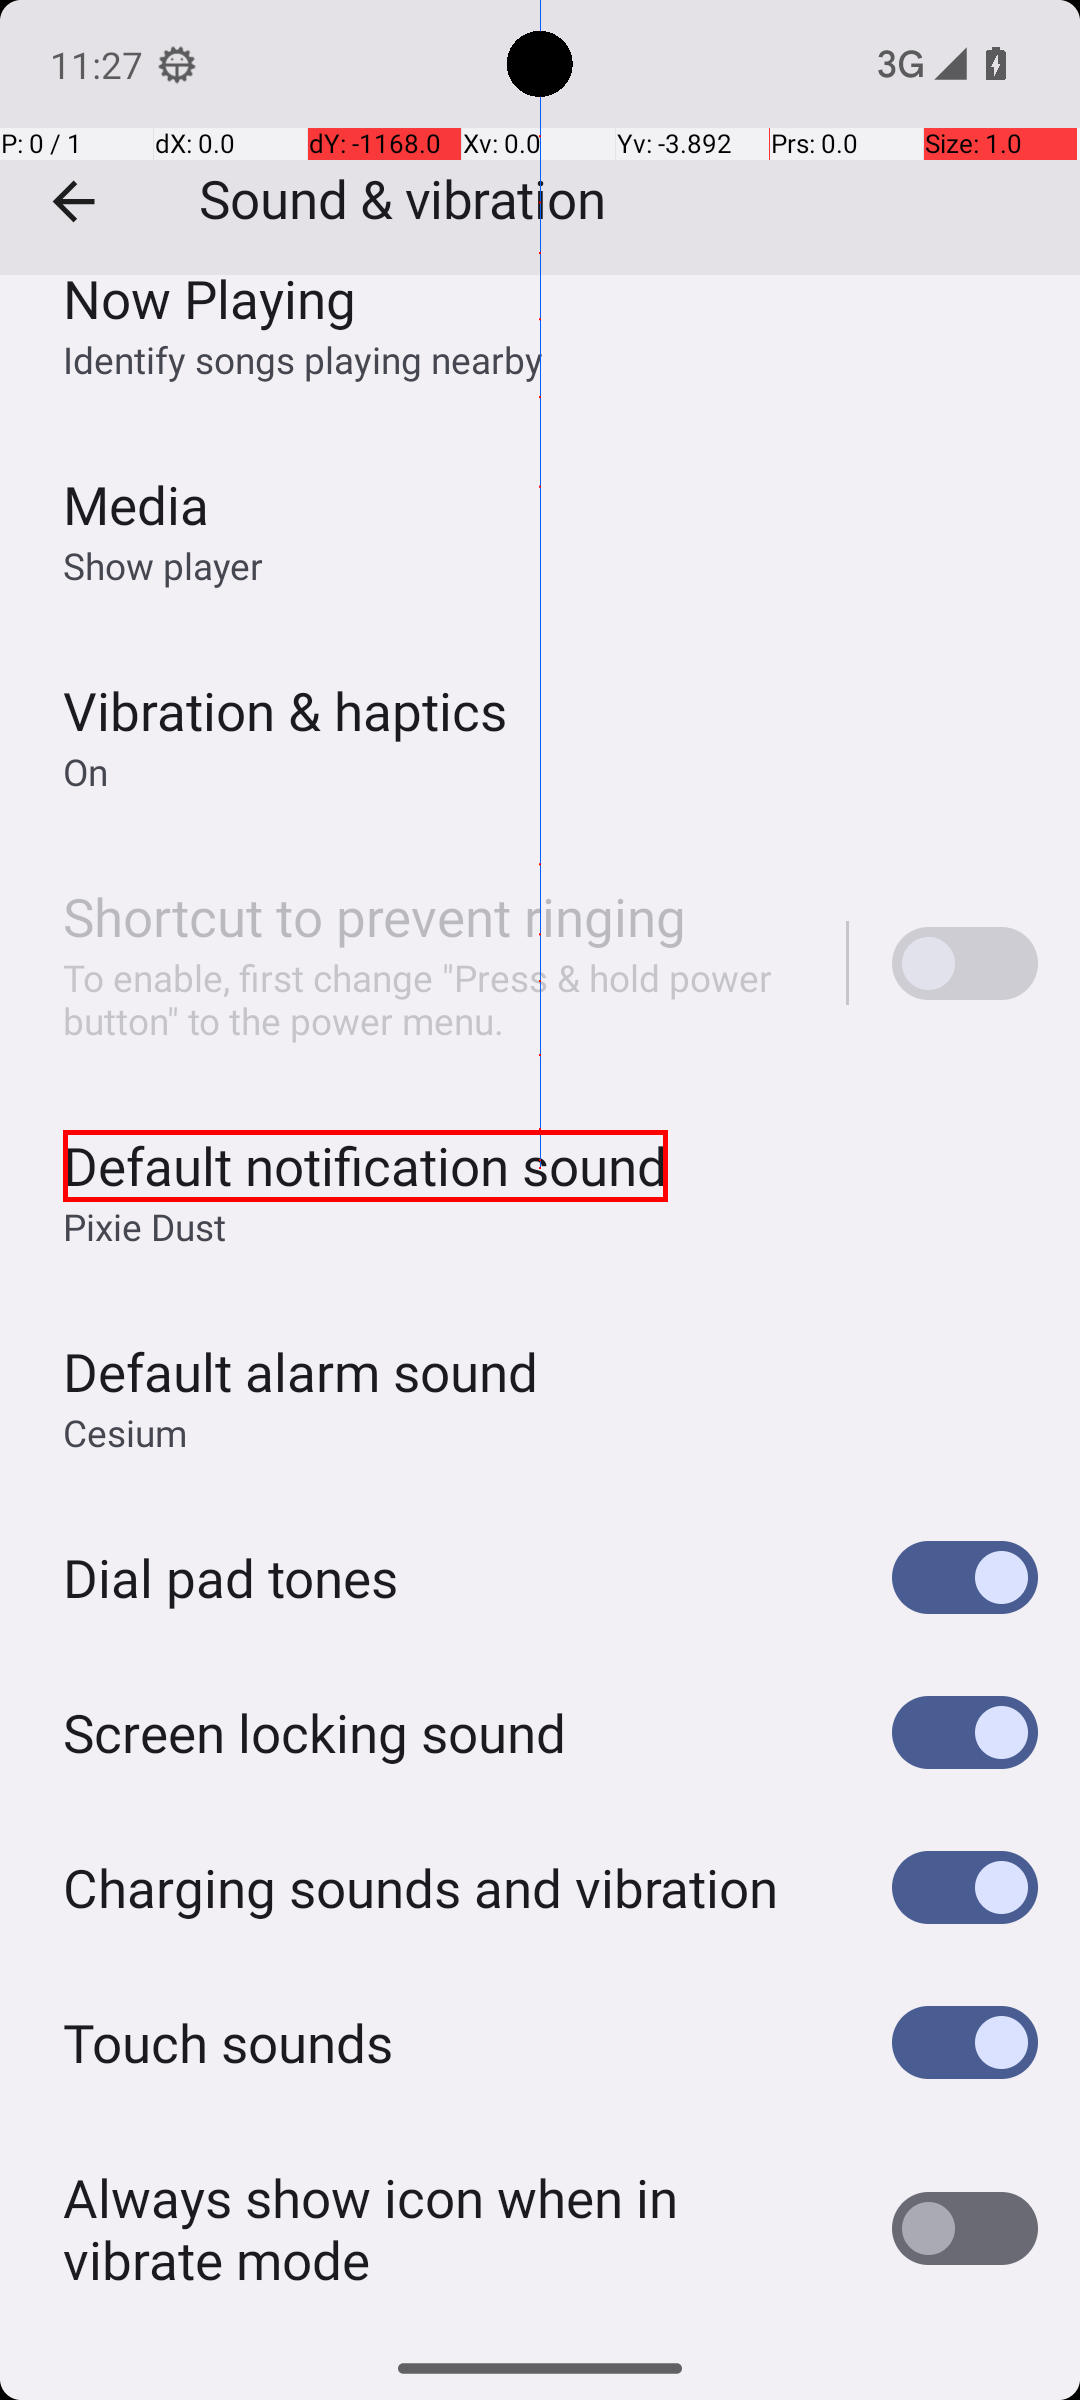 11:27
3G
P: 0 / 1 dX: 0.0 dY: -1168.0 Xv: 0.0 Yv: -3.892 Prs: 0.0 Size: 1.0
Sound & vibration
Now Playing
Identify songs playing nearby
Media
Show player
Vibration & haptics
On
Shortcut to prevent ringing
To enable, first change "Press & hold power
button" to the power menu.
Default notification sound
Pixie Dust
Default alarm sound
Cesium
Dial pad tones
Screen locking sound
Charging sounds and vibration
Touch sounds
Always show icon when in
vibrate mode